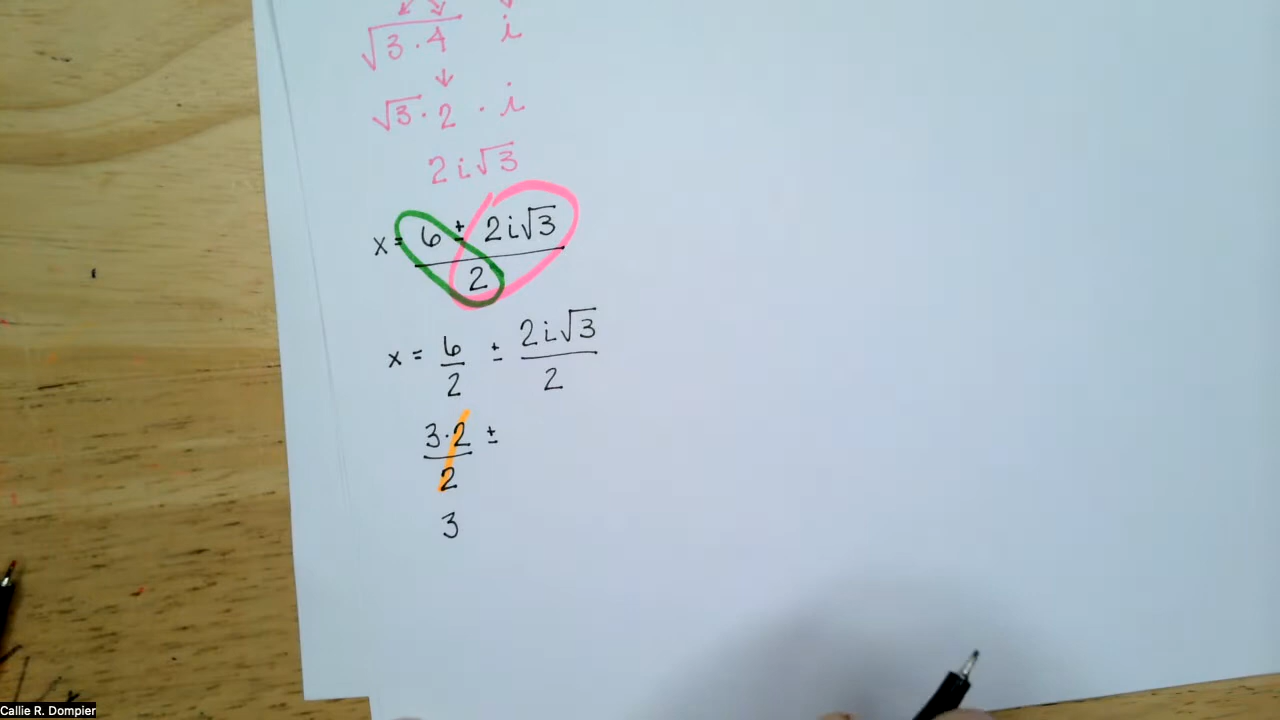 √3·4 i
√3 · 2 · i
2i√3
x = 6 ± 2i√3
2
x = 6/2 ± 2i√3/2
3·2/2 ±
3
Callie R. Dompier